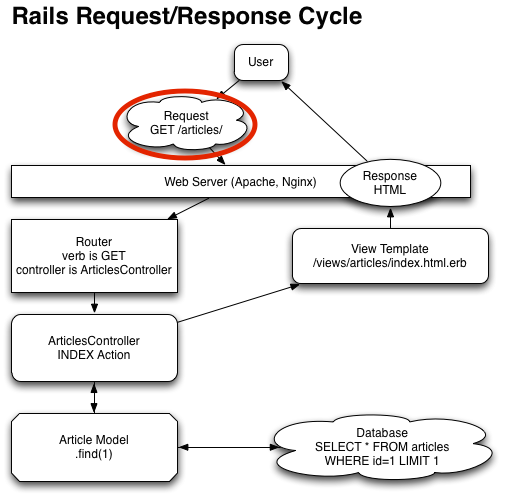 Rails Request/Response Cycle
User
Request
GET /articles/
Web Server (Apache, Nginx)
Response
HTML
Router
verb is GET
controller is ArticlesController
View Template
/views/articles/index.html.erb
ArticlesController
INDEX Action
Article Model
.find(1)
Database
SELECT * FROM articles
WHERE id=1 LIMIT 1